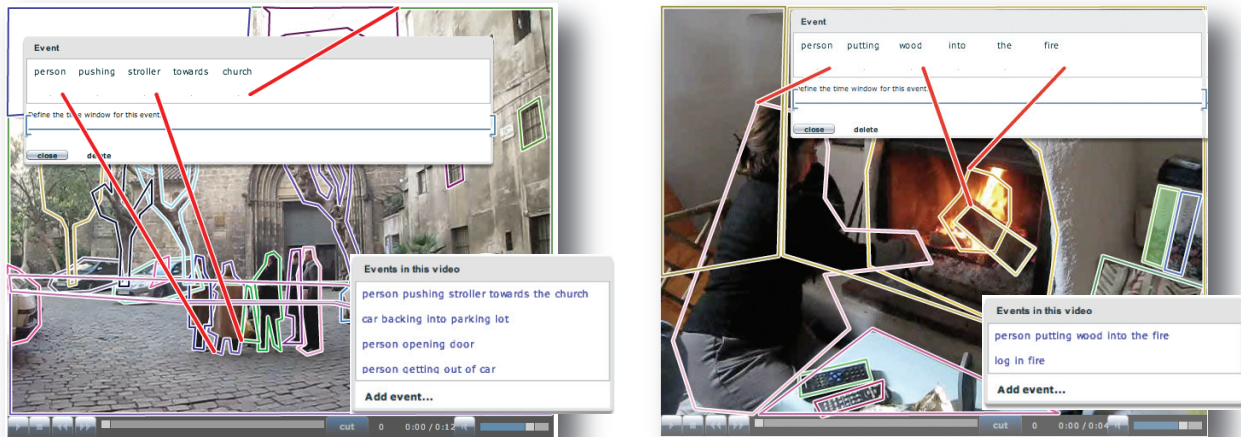 Event
person pushing stroller towards church
Define the time window for this event.
close delete
Events in this video
person pushing stroller towards the church
car backing into parking lot
person opening door
person getting out of car
Add event...
cut 0 0:00 / 0:12
Event
person putting wood into the fire
Define the time window for this event.
close delete
Events in this video
person putting wood into the fire
log in fire
Add event...
cut 0 0:00 / 0:04